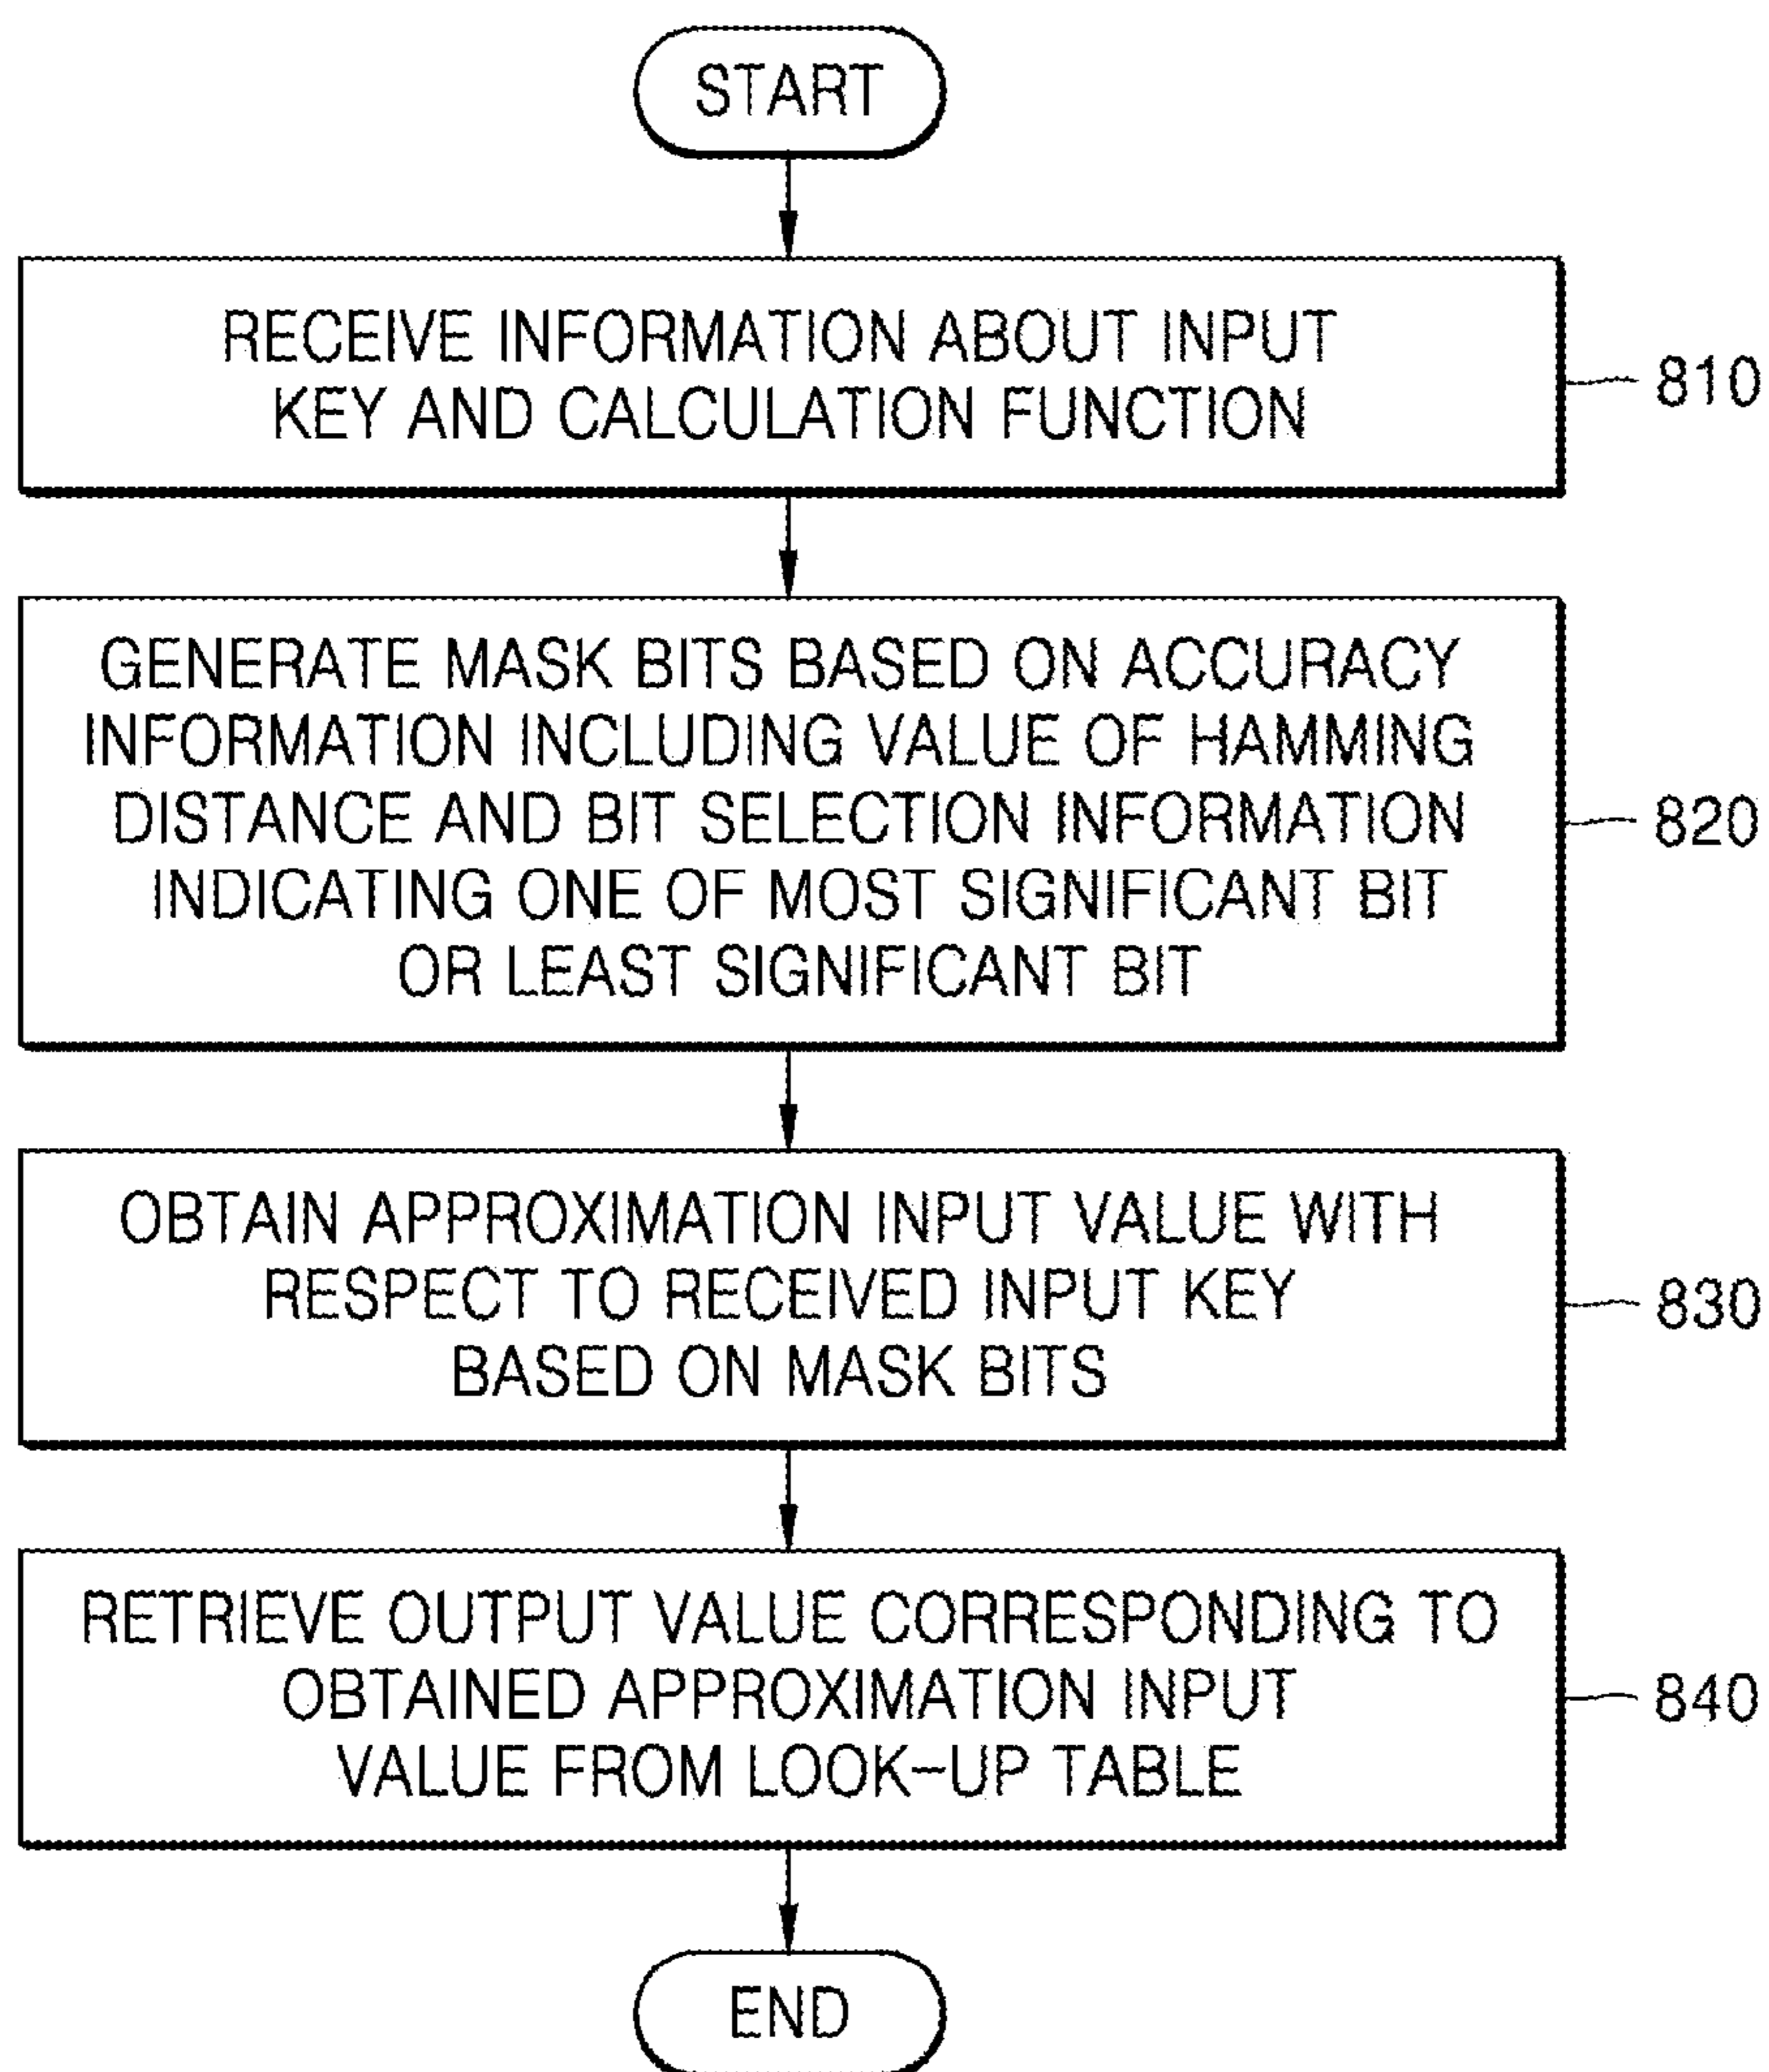 START
RECEIVE INFORMATION ABOUT INPUT
KEY AND CALCULATION FUNCTION
810
GENERATE MASK BITS BASED ON ACCURACY
INFORMATION INCLUDING VALUE OF HAMMING
DISTANCE AND BIT SELECTION INFORMATION
INDICATING ONE OF MOST SIGNIFICANT BIT
OR LEAST SIGNIFICANT BIT
820
OBTAIN APPROXIMATION INPUT VALUE WITH
RESPECT TO RECEIVED INPUT KEY
BASED ON MASK BITS
830
RETRIEVE OUTPUT VALUE CORRESPONDING TO
OBTAINED APPROXIMATION INPUT
VALUE FROM LOOK-UP TABLE
840
END